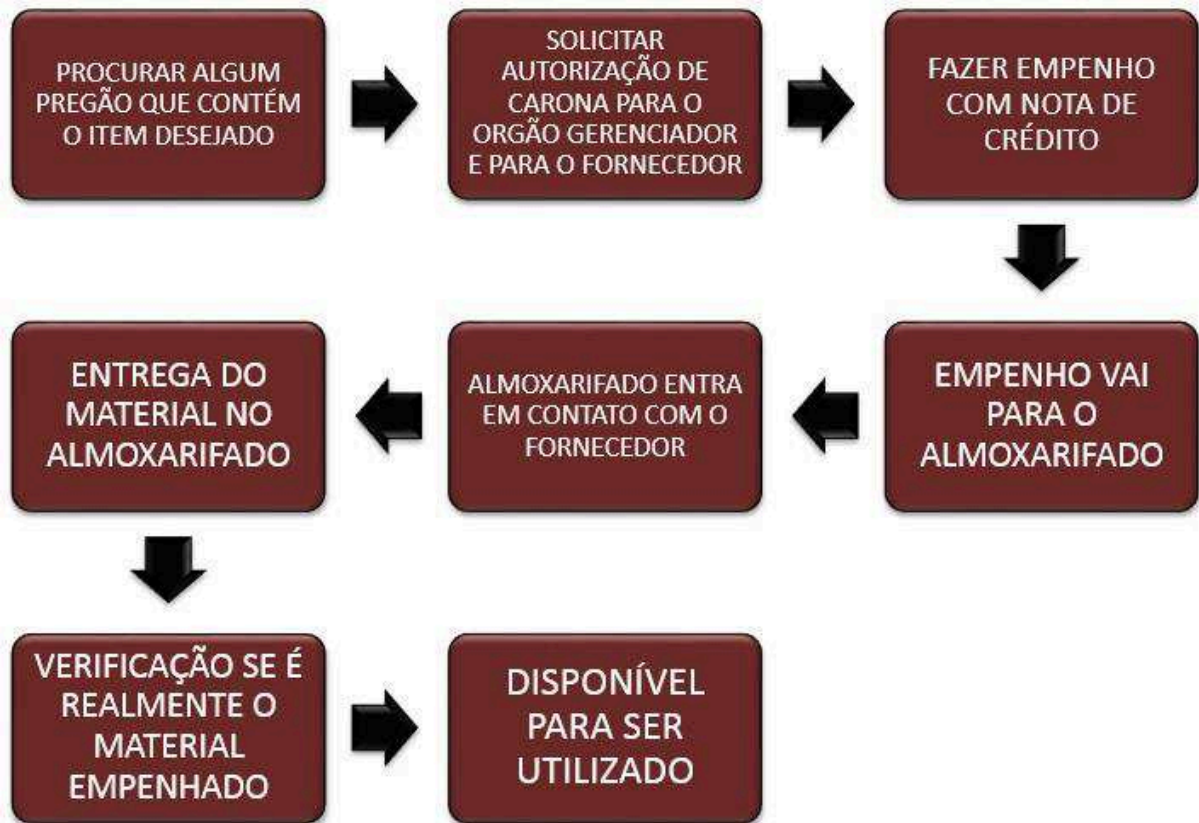 PROCURAR ALGUM
PREGÃO QUE CONTÉM
O ITEM DESEJADO
SOLICITAR
AUTORIZAÇÃO DE
CARONA PARA O
ORGÃO GERENCIADOR
E PARA O FORNECEDOR
FAZER EMPENHO
COM NOTA DE
CRÉDITO
EMPENHO VAI
PARA O
ALMOXARIFADO
ALMOXARIFADO ENTRA
EM CONTATO COM O
FORNECEDOR
ENTREGA DO
MATERIAL NO
ALMOXARIFADO
VERIFICAÇÃO SE É
REALMENTE O
MATERIAL
EMPENHADO
DISPONÍVEL
PARA SER
UTILIZADO